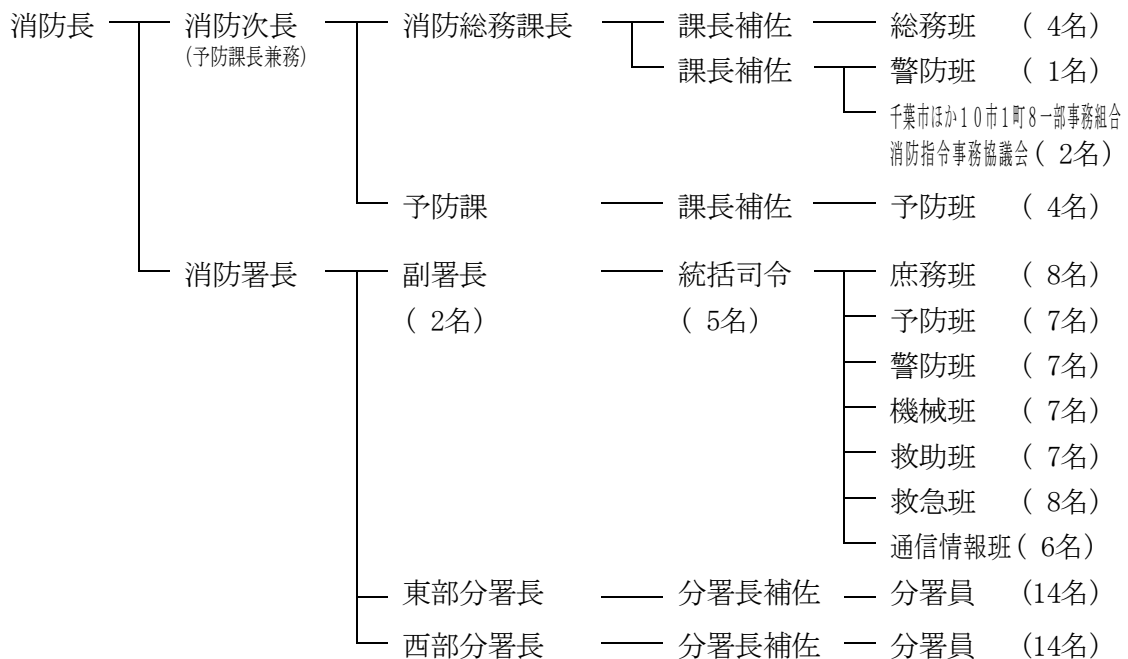 消防長 消防次長 消防総務課長 課長補佐 総務班 ( 4名)
(予防課長兼務) 課長補佐 警防班 ( 1名)
千葉市ほか10市1町8一部事務組合
消防指令事務協議会( 2名)
予防課 課長補佐 予防班 ( 4名)
消防署長 副署長 統括司令 庶務班 ( 8名)
( 2名) ( 5名) 予防班 ( 7名)
警防班 ( 7名)
機械班 ( 7名)
救助班 ( 7名)
救急班 ( 8名)
通信情報班( 6名)
東部分署長 分署長補佐 分署員 (14名)
西部分署長 分署長補佐 分署員 (14名)